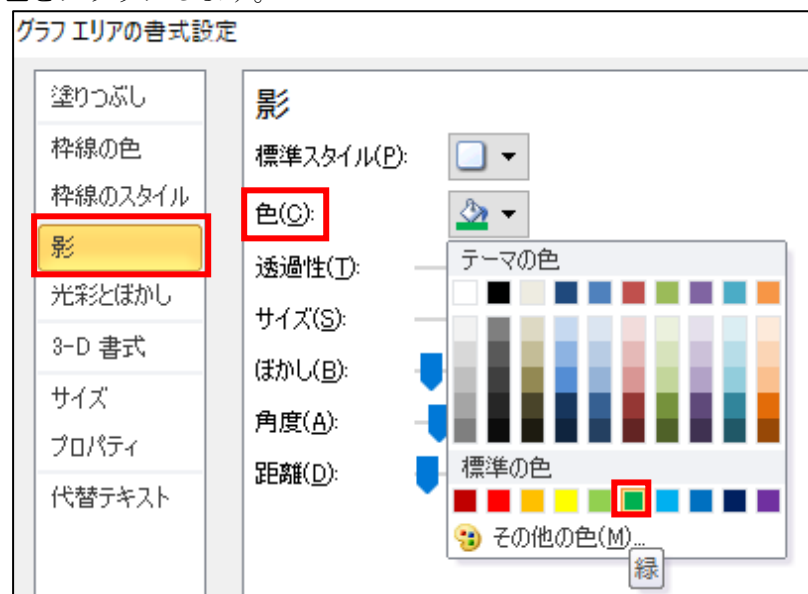 グラフ エリアの書式設定
塗りつぶし
枠線の色
枠線のスタイル
影
光彩とぼかし
3-D 書式
サイズ
プロパティ
代替テキスト
影
標準スタイル(P):
色(C):
透過性(T):
サイズ(S):
ぼかし(B):
角度(A):
距離(D):
テーマの色
標準の色
その他の色(M)...
緑